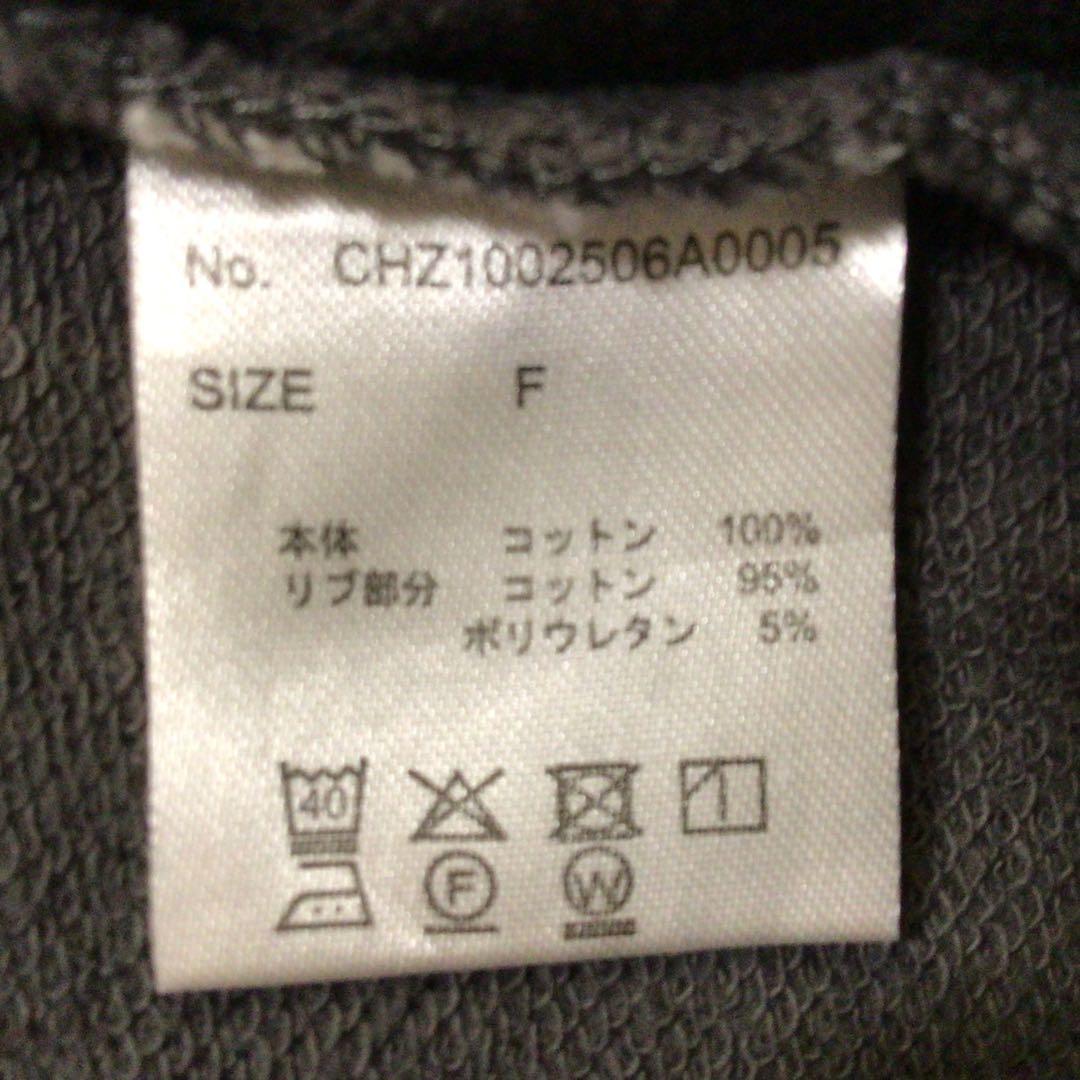 No. CHZ1002506A0005
SIZE F
本体 コットン 100%
リブ部分 コットン 95%
ポリウレタン 5%
40
F W